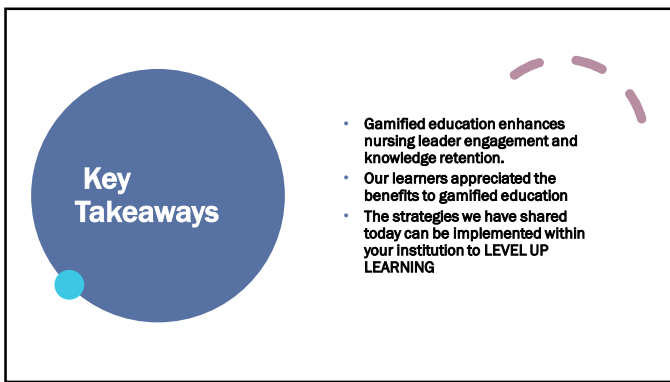 Key
Takeaways
• Gamified education enhances
nursing leader engagement and
knowledge retention.
• Our learners appreciated the
benefits to gamified education
• The strategies we have shared
today can be implemented within
your institution to LEVEL UP
LEARNING